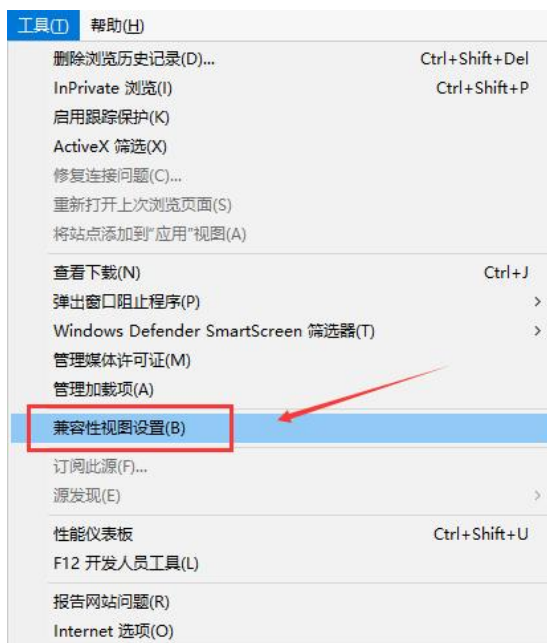 工具(T) 帮助(H)
删除浏览历史记录(D)... Ctrl+Shift+Del
InPrivate 浏览(I) Ctrl+Shift+P
启用跟踪保护(K)
ActiveX 筛选(X)
修复连接问题(C)...
重新打开上次浏览页面(S)
将站点添加到“应用”视图(A)
查看下载(N) Ctrl+J
弹出窗口阻止程序(P)
Windows Defender SmartScreen 筛选器(T)
管理媒体许可证(M)
管理加载项(A)
兼容性视图设置(B)
订阅此源(F)...
源发现(E)
性能仪表板 Ctrl+Shift+U
F12 开发人员工具(L)
报告网站问题(R)
Internet 选项(O)